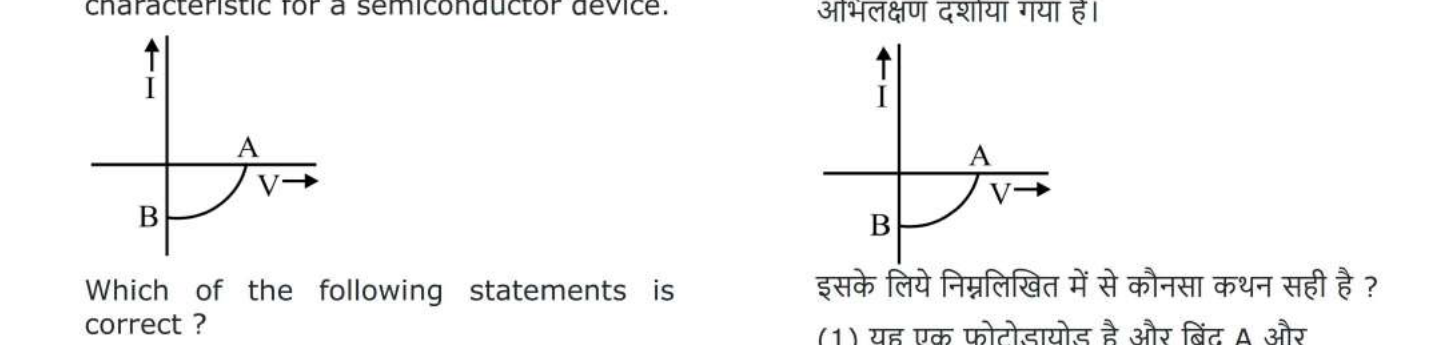 characteristic for a semiconductor device.
I
A
V
B
Which of the following statements is
correct ?
अभिलक्षण दर्शाया गया है।
I
A
V
B
इसके लिये निम्नलिखित में से कौनसा कथन सही है ?
(1) यह एक फोटोडायोड है और बिंदु A और